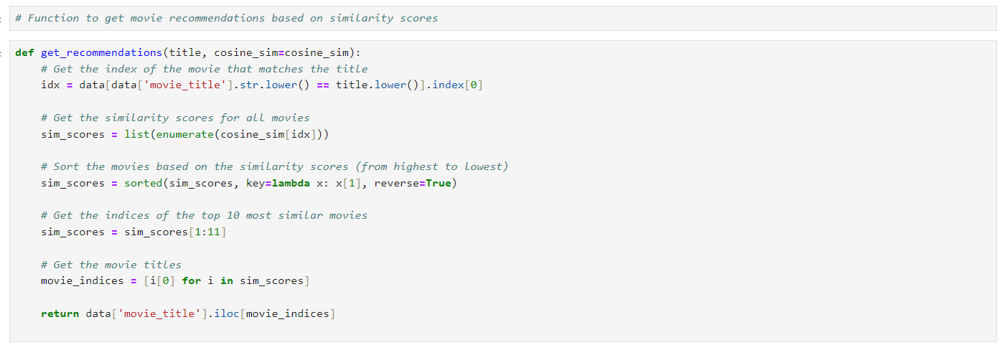 # Function to get movie recommendations based on similarity scores
def get_recommendations(title, cosine_sim=cosine_sim):
    # Get the index of the movie that matches the title
    idx = data[data['movie_title'].str.lower() == title.lower()].index[0]
    # Get the similarity scores for all movies
    sim_scores = list(enumerate(cosine_sim[idx]))
    # Sort the movies based on the similarity scores (from highest to lowest)
    sim_scores = sorted(sim_scores, key=lambda x: x[1], reverse=True)
    # Get the indices of the top 10 most similar movies
    sim_scores = sim_scores[1:11]
    # Get the movie titles
    movie_indices = [i[0] for i in sim_scores]
    return data['movie_title'].iloc[movie_indices]